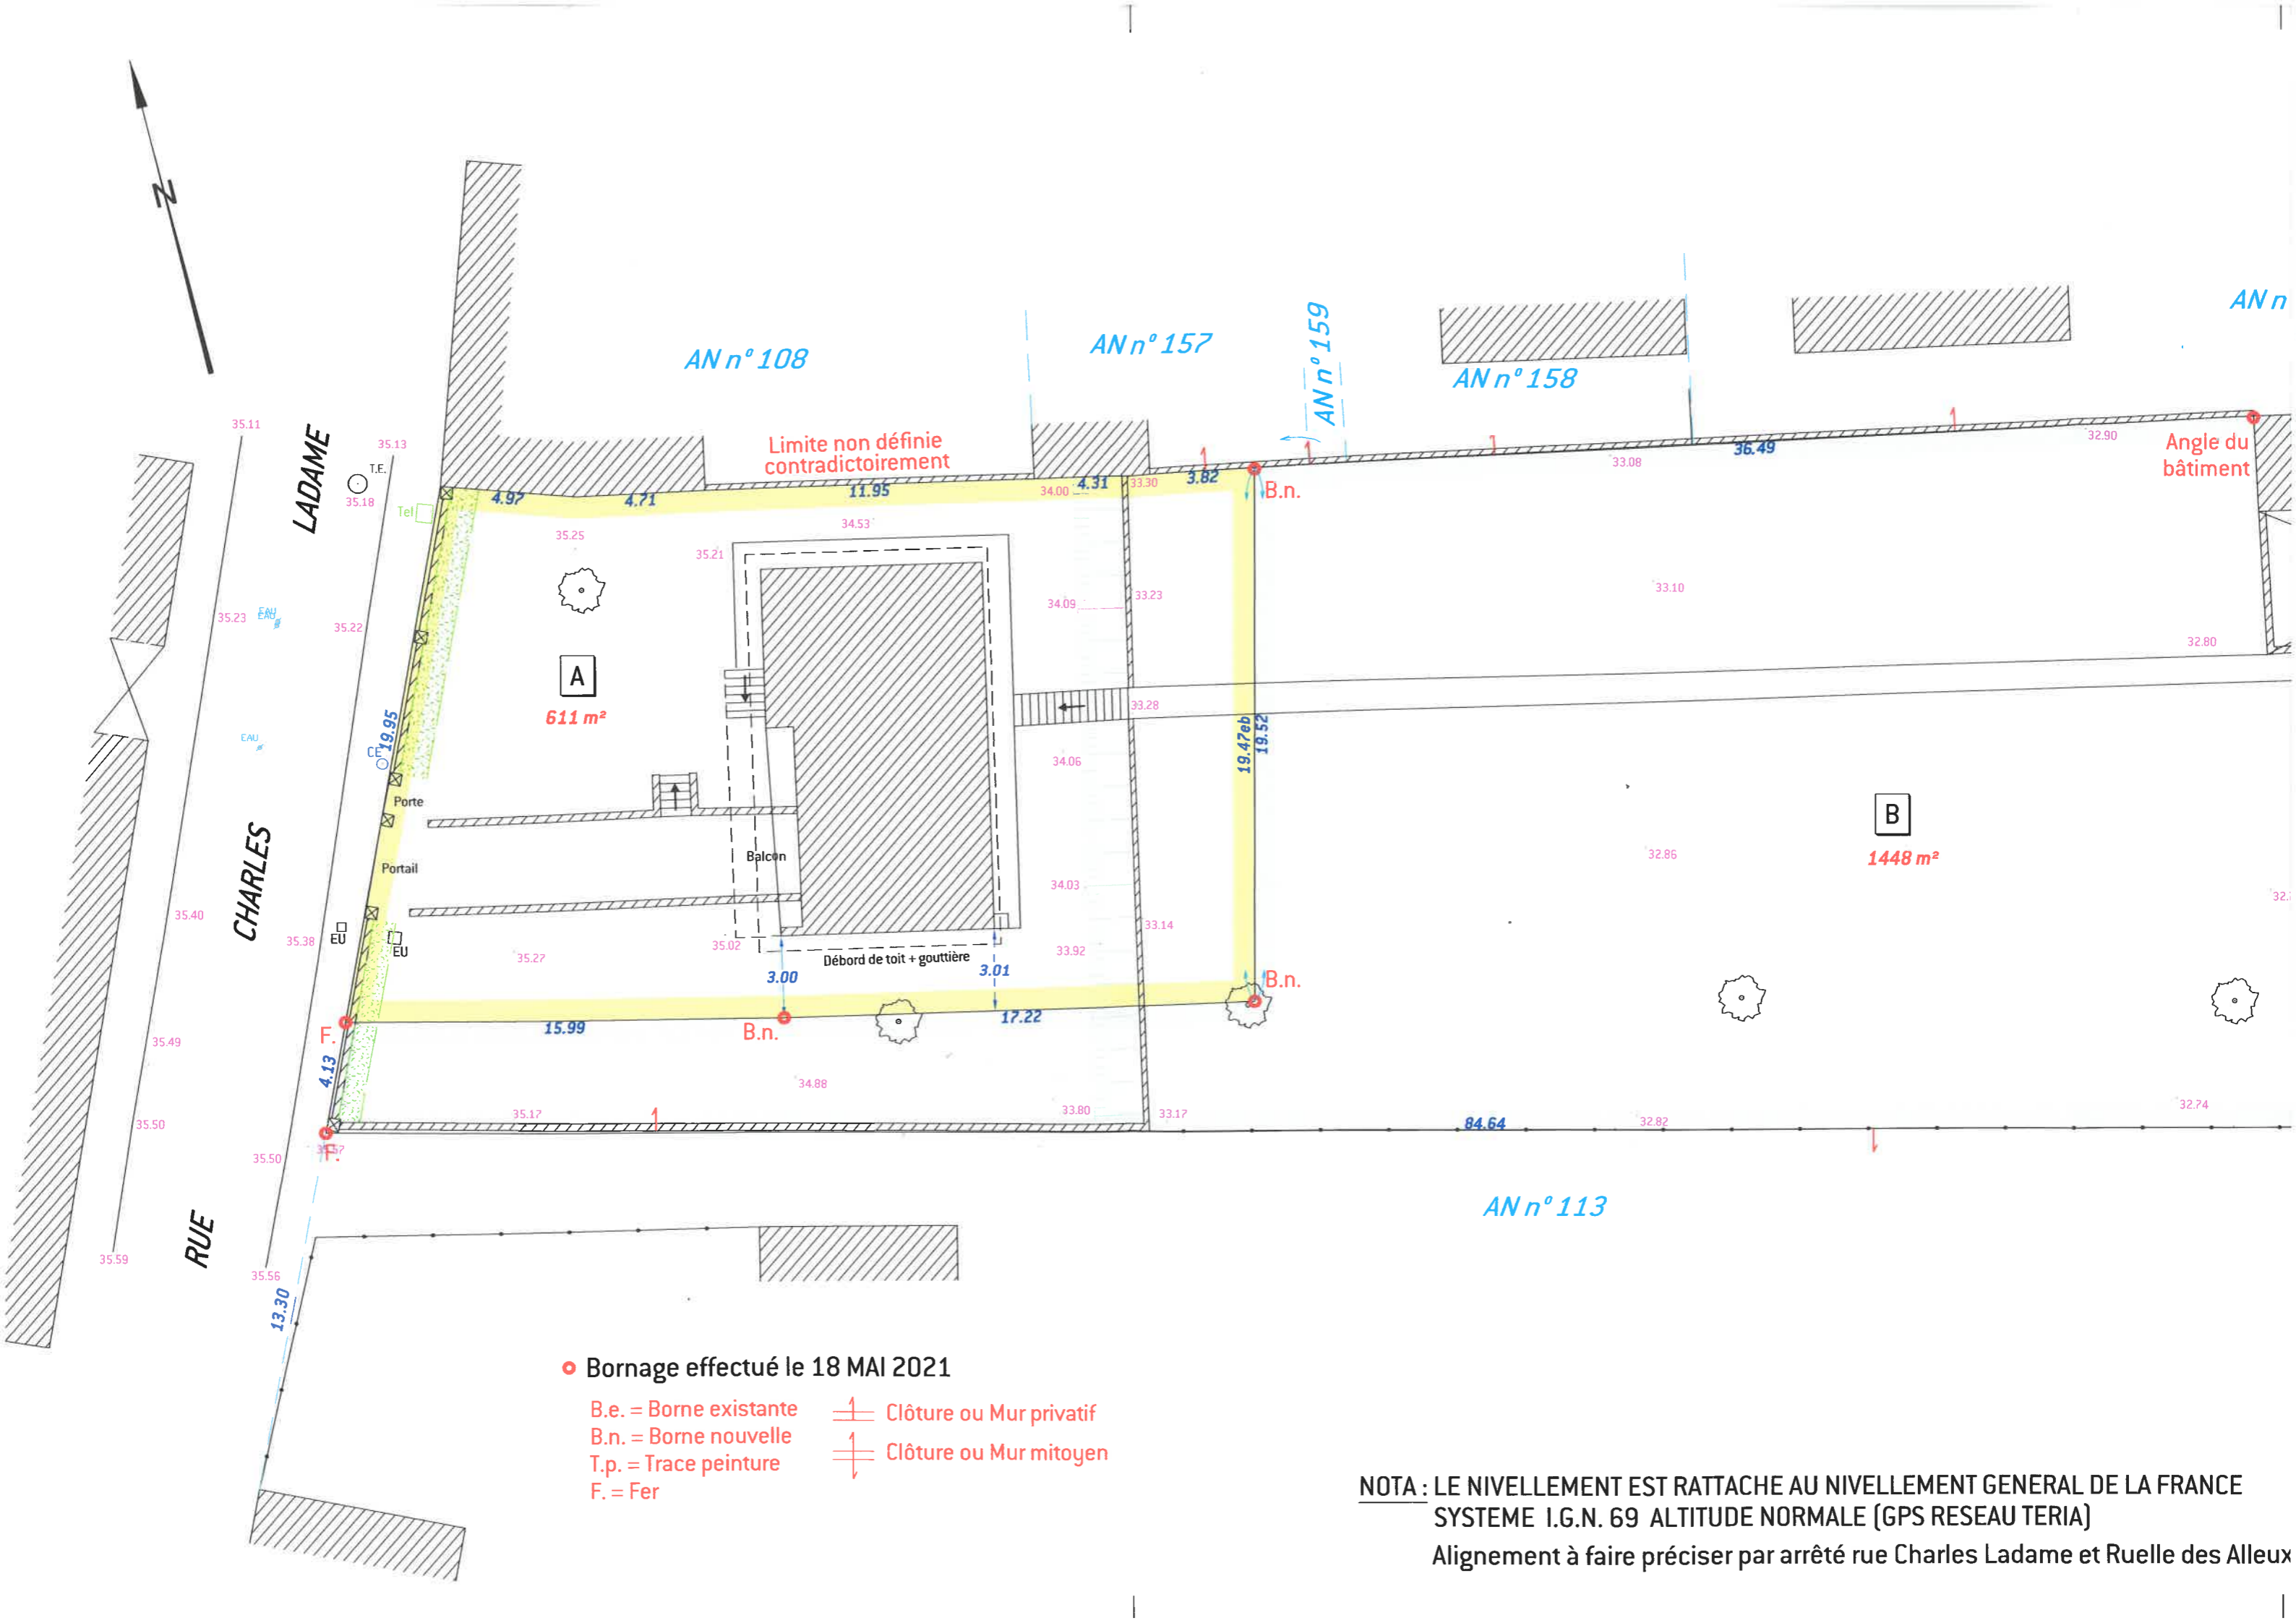 N
AN n
AN n° 159
AN n° 157
AN n° 108
AN n° 158
35.11
LADAME
35.13
T.E.
35.18
Tel
Limite non définie
contradictoirement
32.90
Angle du
bâtiment
36.49
33.08
4.97
4.71
11.95
34.00
4.31
33.30
3.82
B.n.
34.53
35.25
35.21
35.23
EAU
EAU
35.22
34.09
33.23
33.10
32.80
A
611 m²
33.28
19.95
CE
EAU
19.47eb
19.52
34.06
Porte
B
1448 m²
Portail
Balcon
32.86
CHARLES
34.03
32.
35.40
33.14
35.38
EU
EU
35.27
35.02
Débord de toit + gouttière
33.92
3.00
3.01
B.n.
F.
15.99
B.n.
17.22
35.49
4.13
34.88
35.17
33.80
33.17
32.74
35.50
84.64
32.82
35.50
35.57
F.
AN n° 113
RUE
35.59
35.56
13.30
Bornage effectué le 18 MAI 2021
B.e. = Borne existante
Clôture ou Mur privatif
B.n. = Borne nouvelle
T.p. = Trace peinture
Clôture ou Mur mitoyen
F. = Fer
NOTA : LE NIVELLEMENT EST RATTACHE AU NIVELLEMENT GENERAL DE LA FRANCE
SYSTEME I.G.N. 69 ALTITUDE NORMALE (GPS RESEAU TERIA)
Alignement à faire préciser par arrêté rue Charles Ladame et Ruelle des Alleux